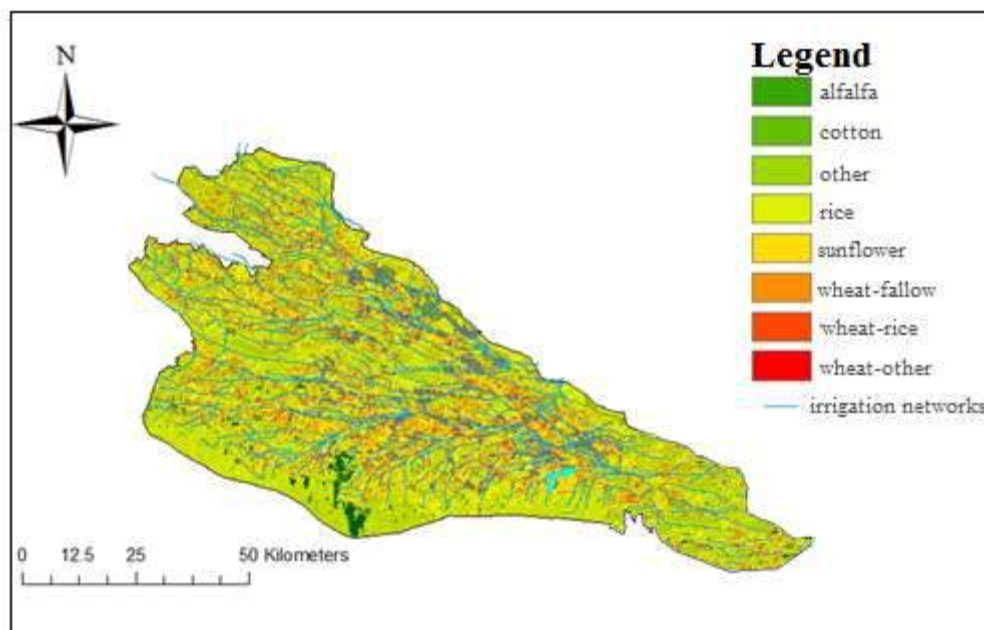 N
Legend
alfalfa
cotton
other
rice
sunflower
wheat-fallow
wheat-rice
wheat-other
irrigation networks
0 12.5 25 50 Kilometers